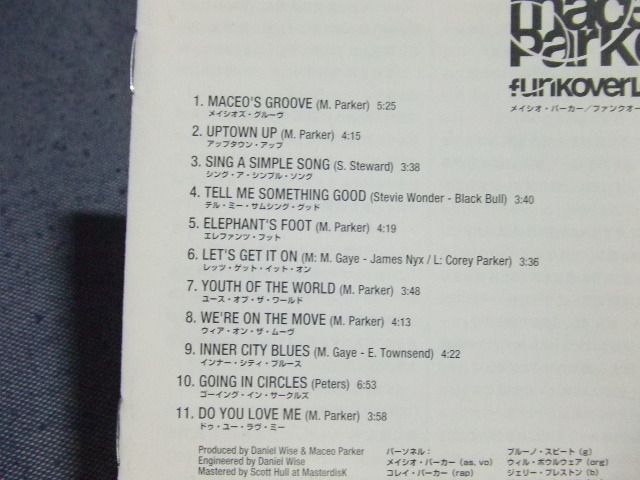 mace
Parke
funkoverL
メイシオ・パーカー／ファンクオー
1. MACEO'S GROOVE (M. Parker) 5:25
メイシオズ・グルーヴ
2. UPTOWN UP (M. Parker) 4:15
アップタウン・アップ
3. SING A SIMPLE SONG (S. Steward) 3:38
シング・ア・シンプル・ソング
4. TELL ME SOMETHING GOOD (Stevie Wonder - Black Bull) 3:40
テル・ミー・サムシング・グッド
5. ELEPHANT'S FOOT (M. Parker) 4:19
エレファンツ・フット
6. LET'S GET IT ON (M: M. Gaye - James Nyx / L: Corey Parker) 3:36
レッツ・ゲット・イット・オン
7. YOUTH OF THE WORLD (M. Parker) 3:48
ユース・オブ・ザ・ワールド
8. WE'RE ON THE MOVE (M. Parker) 4:13
ウィア・オン・ザ・ムーヴ
9. INNER CITY BLUES (M. Gaye - E. Townsend) 4:22
インナー・シティ・ブルース
10. GOING IN CIRCLES (Peters) 6:53
ゴーイング・イン・サークルズ
11. DO YOU LOVE ME (M. Parker) 3:58
ドゥ・ユー・ラヴ・ミー
Produced by Daniel Wise & Maceo Parker
Engineered by Daniel Wise
Mastered by Scott Hull at MasterdisK
パーソネル：
メイシオ・パーカー (as, vo)
コレイ・パーカー (rap)
ブルーノ・スピート (g)
ウィル・ボウルウェア (org)
ジェリー・プレストン (b)